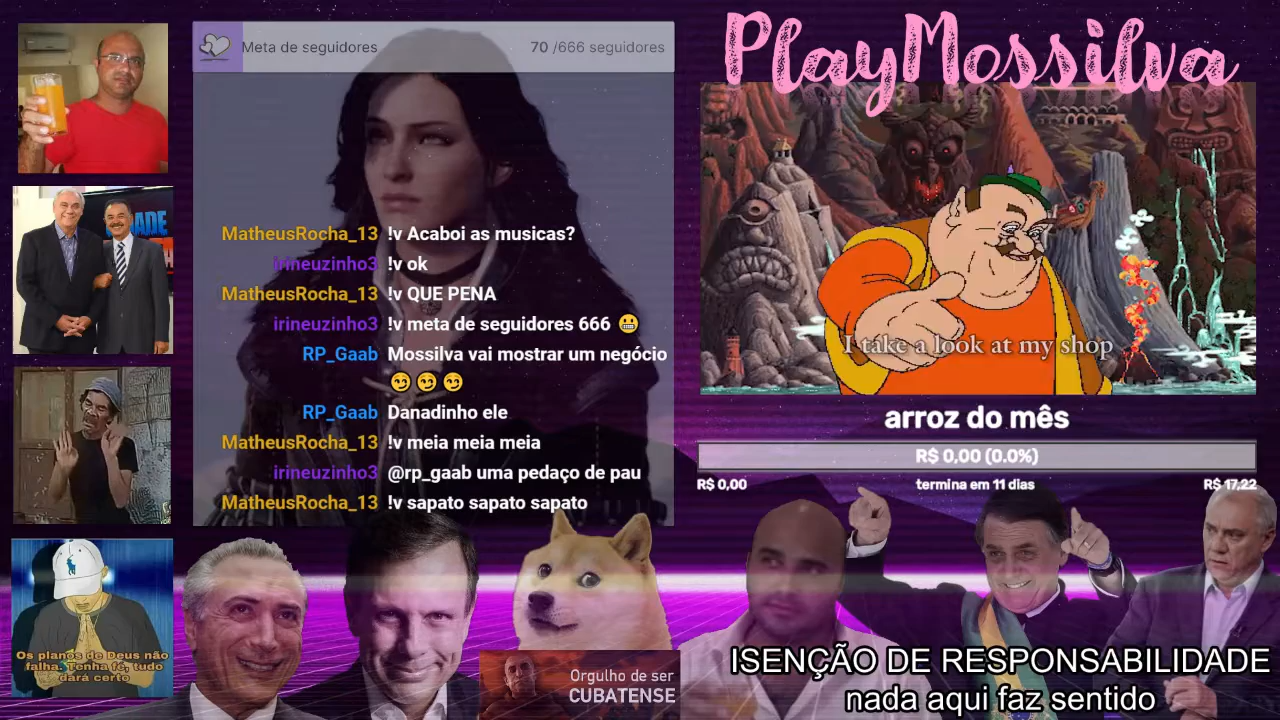 PlayMossilva
Meta de seguidores 70 /666 seguidores
MatheusRocha_13 !v Acaboi as musicas?
irineuzinho3 !v ok
MatheusRocha_13 !v QUE PENA
irineuzinho3 !v meta de seguidores 666 😬
RP_Gaab Mossilva vai mostrar um negócio
😏 😏 😏
RP_Gaab Danadinho ele
MatheusRocha_13 !v meia meia meia
irineuzinho3 @rp_gaab uma pedaço de pau
MatheusRocha_13 !v sapato sapato sapato
I take a look at my shop
arroz do mês
R$ 0,00 (0.0%)
R$ 0,00 termina em 11 dias R$ 17,22
Os planos de Deus não
falha. Tenha fé, tudo
dará certo
Orgulho de ser
CUBATENSE
ISENÇÃO DE RESPONSABILIDADE
nada aqui faz sentido